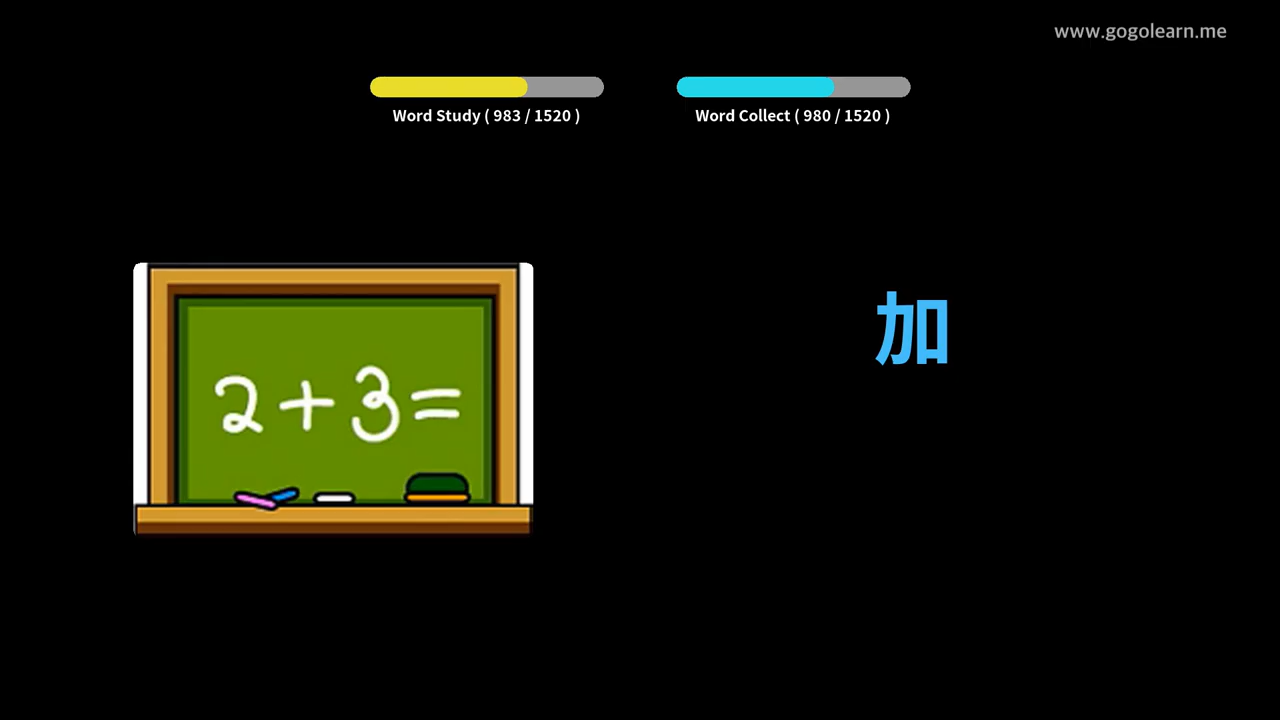 www.gogolearn.me
Word Study ( 983 / 1520 )
Word Collect ( 980 / 1520 )
加
2+3=